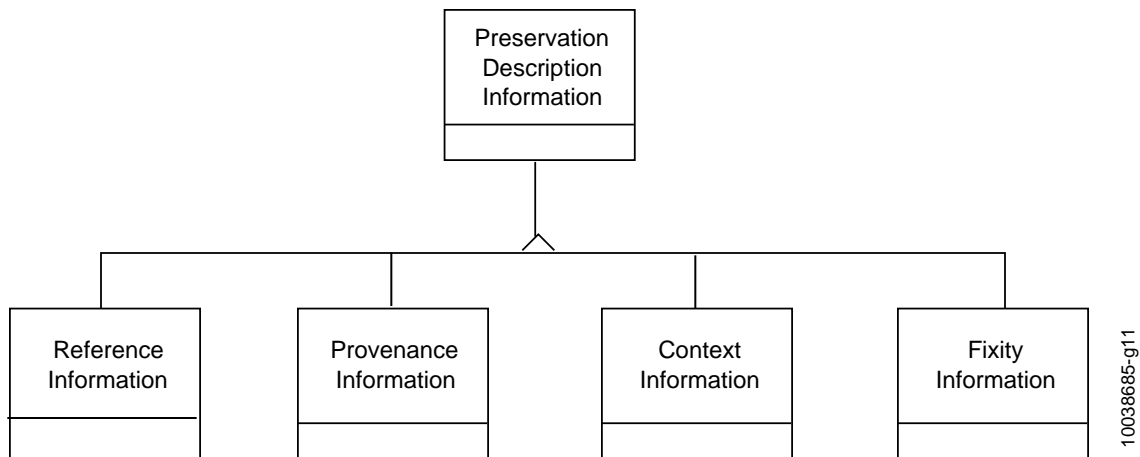 Preservation
Description
Information
Reference
Information
Provenance
Information
Context
Information
Fixity
Information
10038685-g11